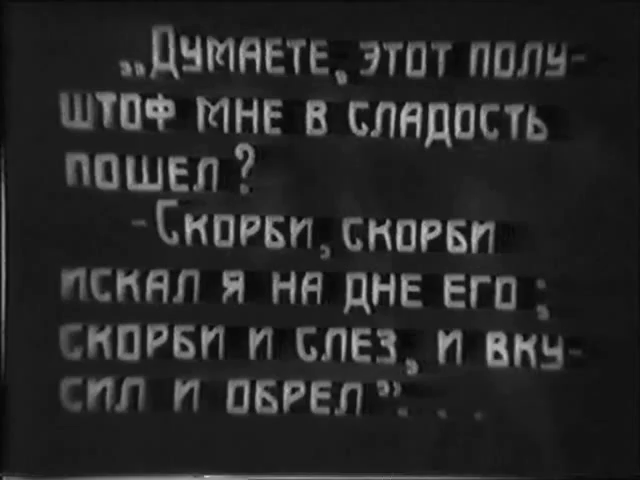 „Думаете, этот полу-
штоф мне в сладость
пошел?
-Скорби, скорби
искал я на дне его;
скорби и слез, и вку-
сил и обрел"...